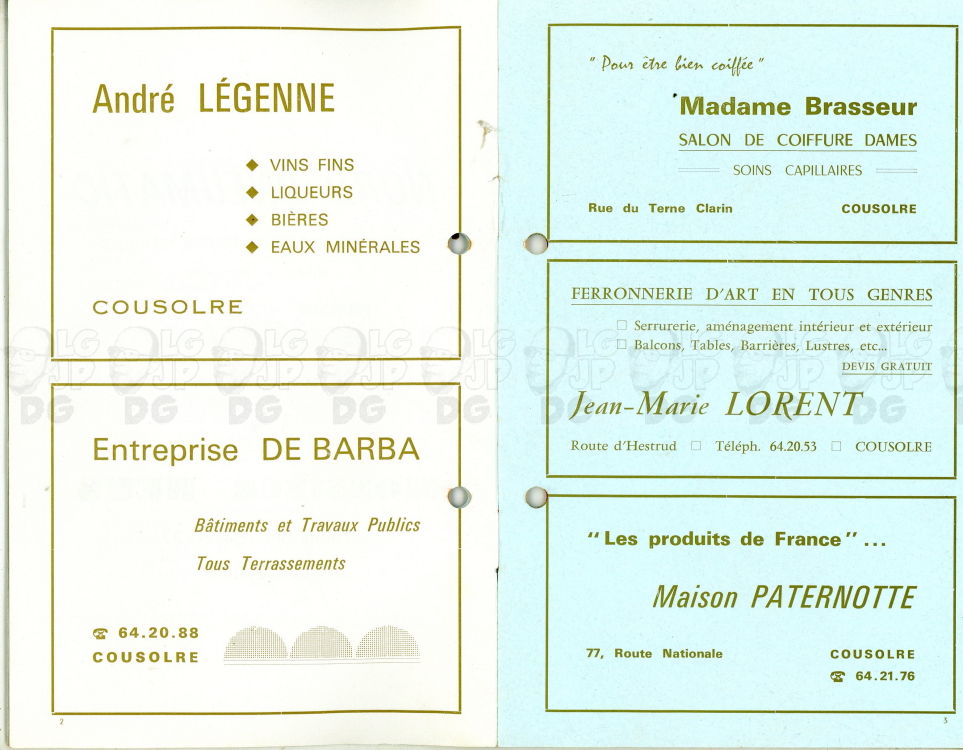 André LÉGENNE
◆ VINS FINS
◆ LIQUEURS
◆ BIÈRES
◆ EAUX MINÉRALES
COUSOLRE
Entreprise DE BARBA
Bâtiments et Travaux Publics
Tous Terrassements
☎ 64.20.88
COUSOLRE
2
" Pour être bien coiffée "
Madame Brasseur
SALON DE COIFFURE DAMES
SOINS CAPILLAIRES
Rue du Terne Clarin COUSOLRE
FERRONNERIE D'ART EN TOUS GENRES
□ Serrurerie, aménagement intérieur et extérieur
□ Balcons, Tables, Barrières, Lustres, etc...
DEVIS GRATUIT
Jean-Marie LORENT
Route d'Hestrud □ Téléph. 64.20.53 □ COUSOLRE
"Les produits de France"...
Maison PATERNOTTE
77, Route Nationale COUSOLRE
☎ 64.21.76
3
LG JP DG